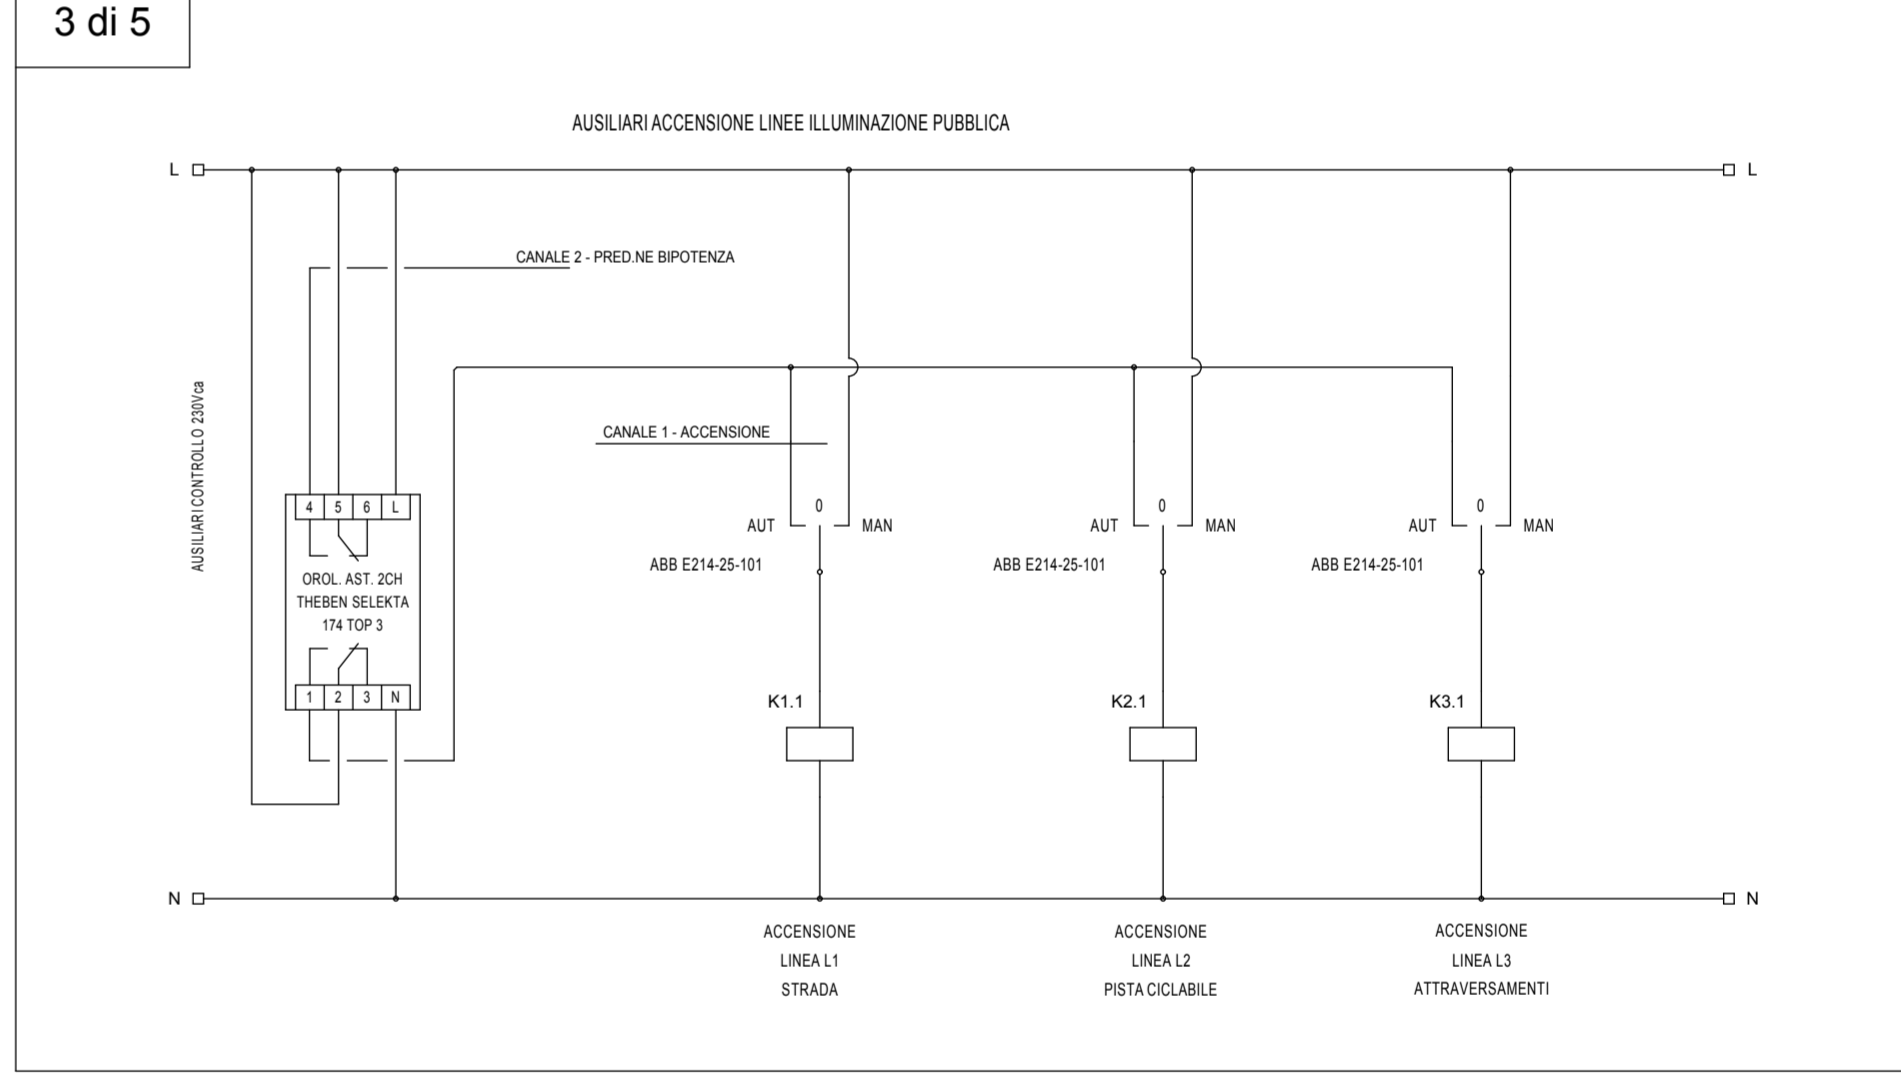 3 di 5
AUSILIARI ACCENSIONE LINEE ILLUMINAZIONE PUBBLICA
L
L
CANALE 2 - PRED.NE BIPOTENZA
AUSILIARI CONTROLLO 230Vca
CANALE 1 - ACCENSIONE
4 5 6 L
OROL. AST. 2CH
THEBEN SELEKTA
174 TOP 3
1 2 3 N
0
AUT MAN
ABB E214-25-101
K1.1
0
AUT MAN
ABB E214-25-101
K2.1
0
AUT MAN
ABB E214-25-101
K3.1
N
N
ACCENSIONE
LINEA L1
STRADA
ACCENSIONE
LINEA L2
PISTA CICLABILE
ACCENSIONE
LINEA L3
ATTRAVERSAMENTI